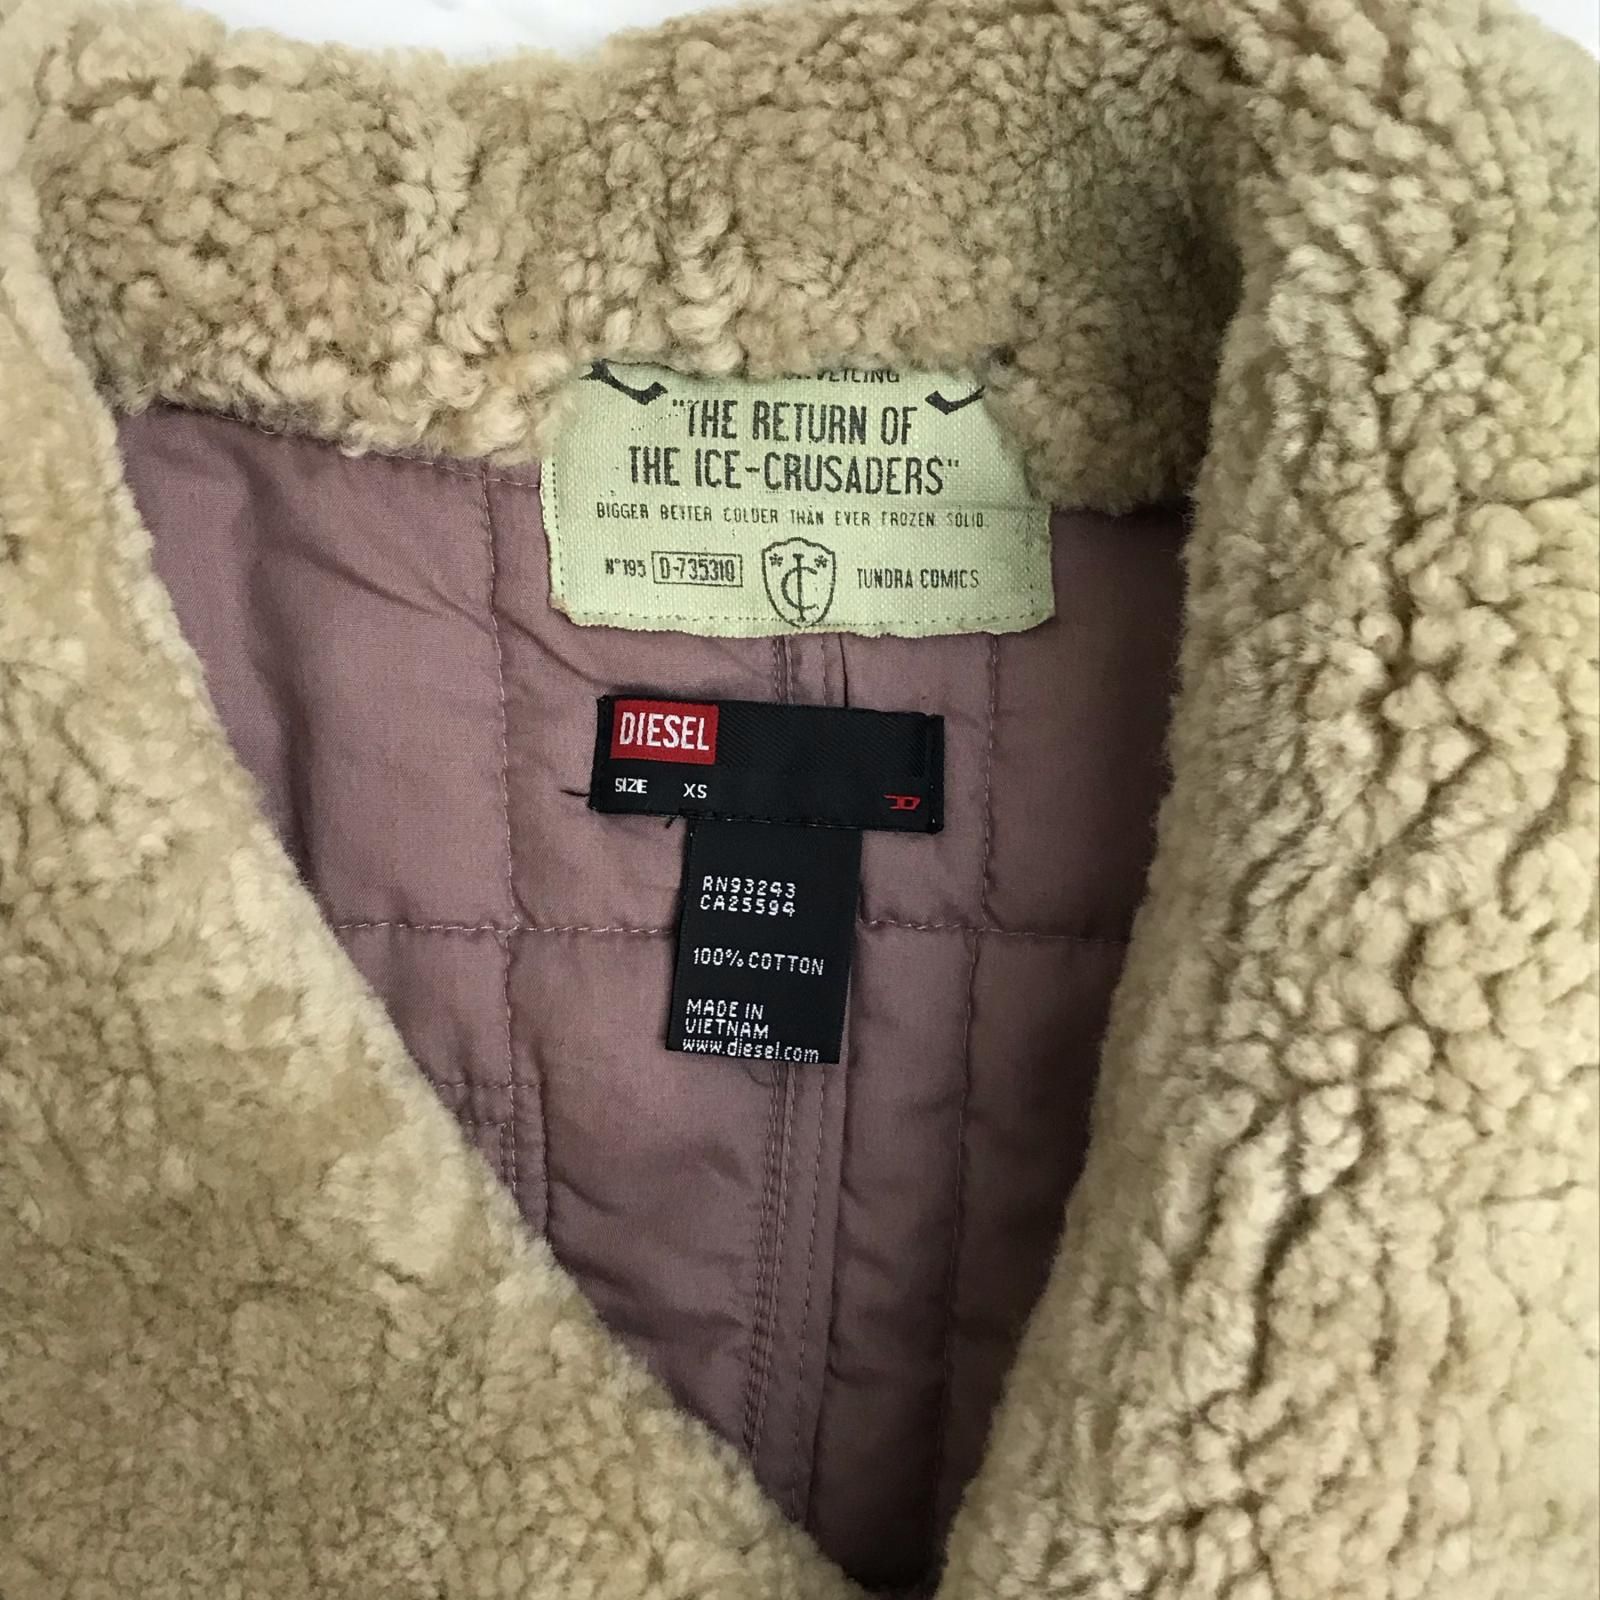 "THE RETURN OF
THE ICE-CRUSADERS"
BIGGER BETTER COLDER THAN EVER FROZEN SOLID.
N°195 D-735310 TUNDRA COMICS
DIESEL
SIZE XS
RN93243
CA25594
100% COTTON
MADE IN
VIETNAM
www.diesel.com